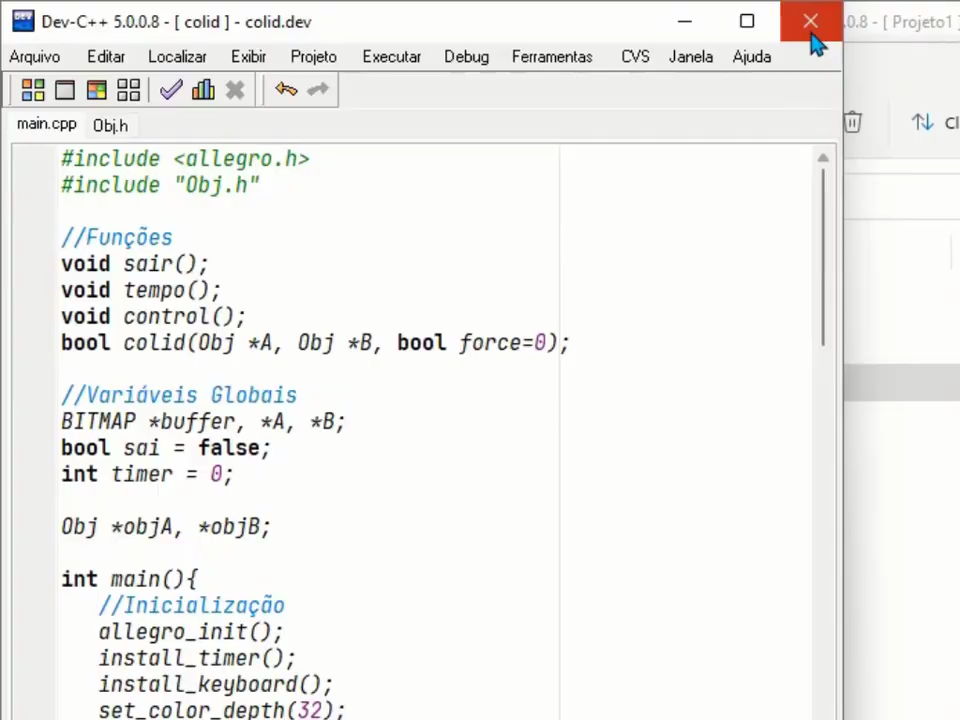 Dev-C++ 5.0.0.8 - [ colid ] - colid.dev
0.8 - [ Projeto1 ]
Arquivo Editar Localizar Exibir Projeto Executar Debug Ferramentas CVS Janela Ajuda
main.cpp Obj.h
#include <allegro.h>
#include "Obj.h"
//Funções
void sair();
void tempo();
void control();
bool colid(Obj *A, Obj *B, bool force=0);
//Variáveis Globais
BITMAP *buffer, *A, *B;
bool sai = false;
int timer = 0;
Obj *objA, *objB;
int main(){
//Inicialização
allegro_init();
install_timer();
install_keyboard();
set_color_depth(32);